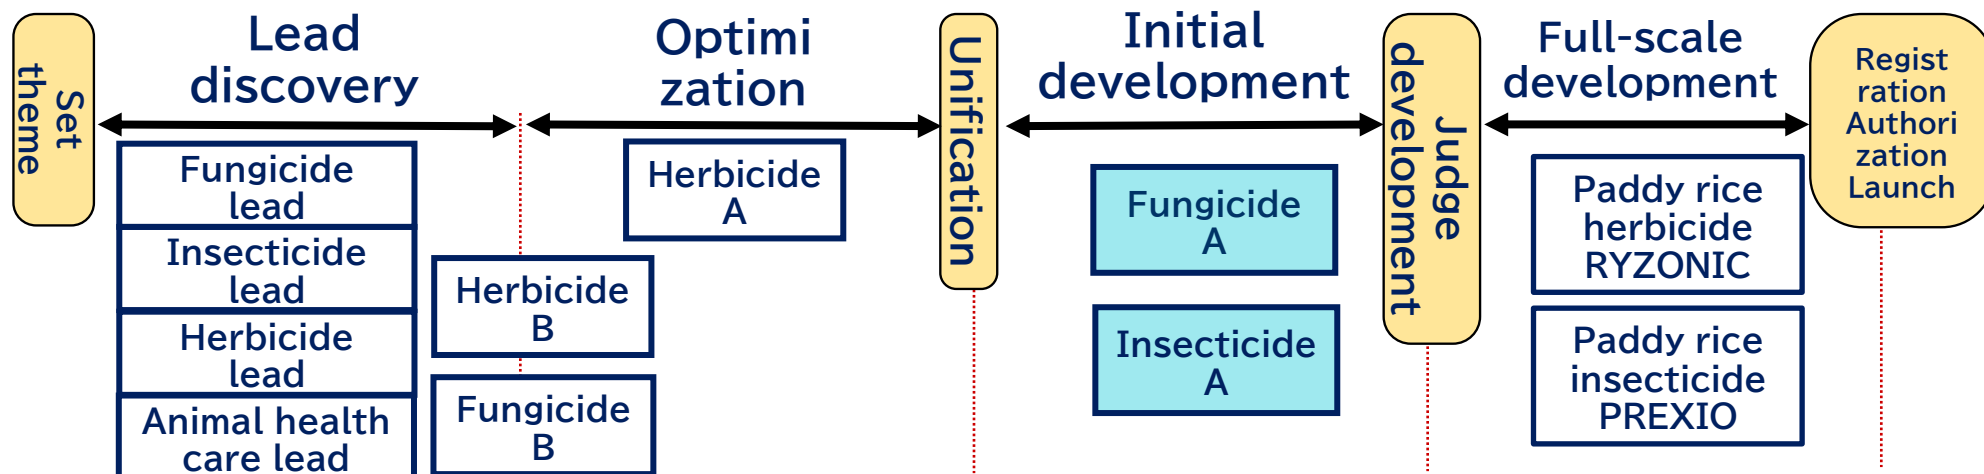 Set
theme
Lead
discovery
Optimi
zation
Unification
Initial
development
Judge
development
Full-scale
development
Regist
ration
Authori
zation
Launch
Fungicide
lead
Insecticide
lead
Herbicide
lead
Animal health
care lead
Herbicide
B
Fungicide
B
Herbicide
A
Fungicide
A
Insecticide
A
Paddy rice
herbicide
RYZONIC
Paddy rice
insecticide
PREXIO